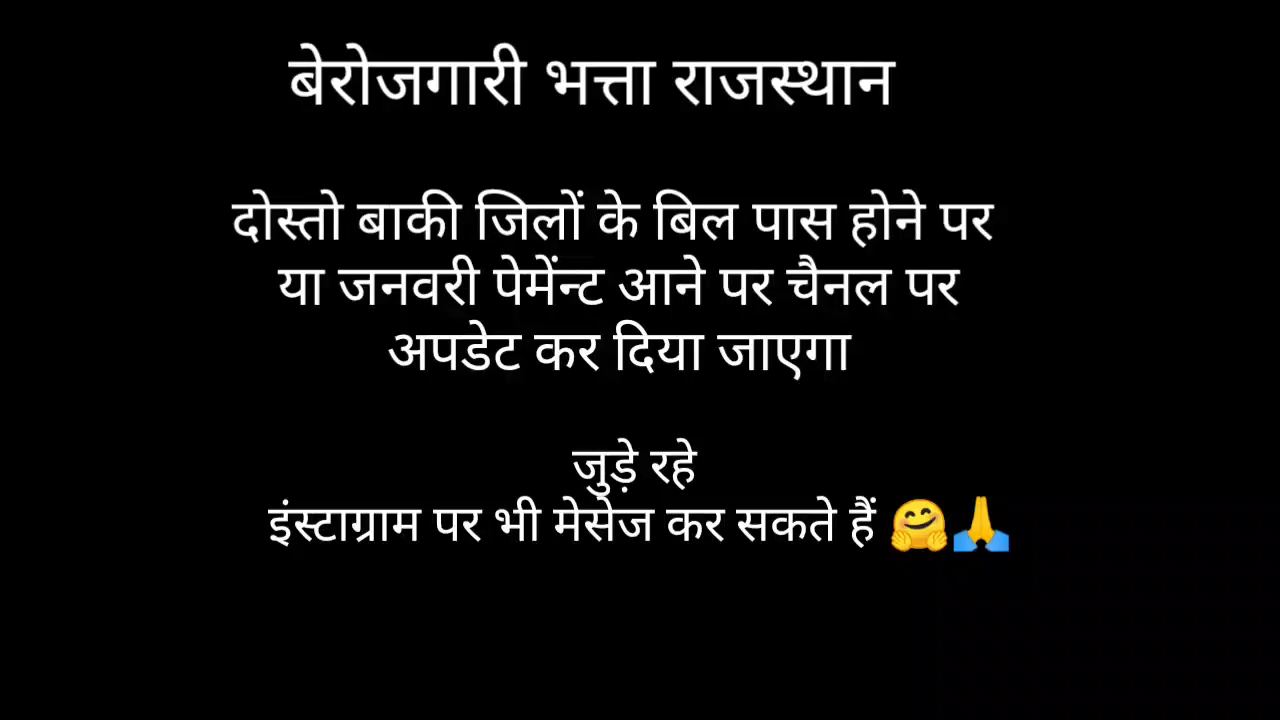 बेरोजगारी भत्ता राजस्थान
दोस्तो बाकी जिलों के बिल पास होने पर
या जनवरी पेमेंन्ट आने पर चैनल पर
अपडेट कर दिया जाएगा
जुड़े रहे
इंस्टाग्राम पर भी मेसेज कर सकते हैं 🤗🙏